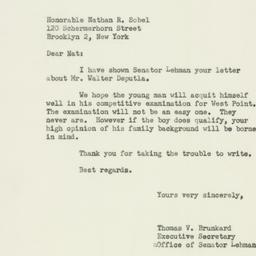 Honorable Nathan R. Sobel
120 Schermerhorn Street
Brooklyn 2, New York
Dear Nat:
I have shown Senator Lehman your letter
about Mr. Walter Deputla.
We hope the young man will acquit himself
well in his competitive examination for West Point.
The examination will not be an easy one. They
never are. However if the boy does qualify, your
high opinion of his family background will be borne
in mind.
Thank you for taking the trouble to write.
Best regards.
Yours very sincerely,
Thomas V. Brunkard
Executive Secretary
Office of Senator Lehman